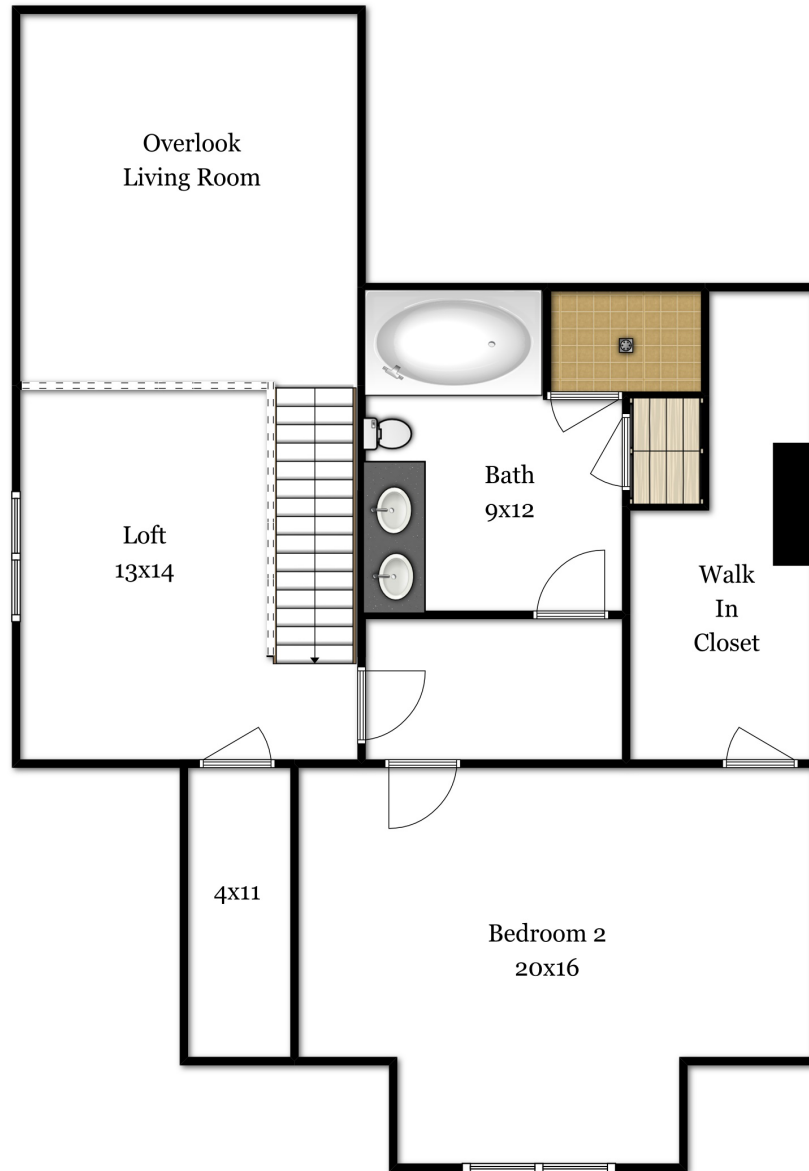 Overlook
Living Room
Bath
9x12
Loft
13x14
Walk
In
Closet
4x11
Bedroom 2
20x16